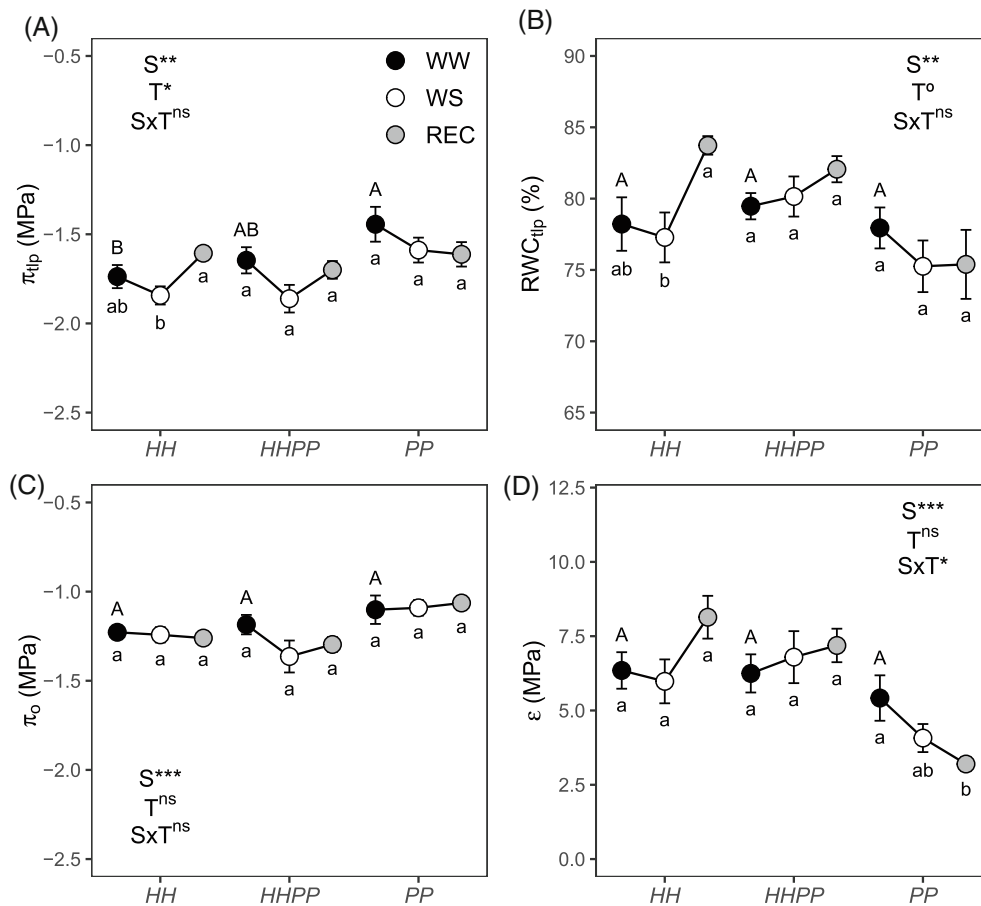 (A)
−0.5
−1.0
−1.5
−2.0
−2.5
π_tlp (MPa)
S**
T*
SxT^ns
WW
WS
REC
B
ab
b
a
AB
a
a
a
A
a
a
a
HH
HHPP
PP
(B)
90
85
80
75
70
65
RWC_tlp (%)
S**
T^o
SxT^ns
A
ab
b
a
A
a
a
a
A
a
a
a
HH
HHPP
PP
(C)
−0.5
−1.0
−1.5
−2.0
−2.5
π_o (MPa)
A
a
a
a
A
a
a
a
A
a
a
a
S***
T^ns
SxT^ns
HH
HHPP
PP
(D)
12.5
10.0
7.5
5.0
2.5
0.0
ε (MPa)
S***
T^ns
SxT*
A
a
a
a
A
a
a
a
A
a
ab
b
HH
HHPP
PP